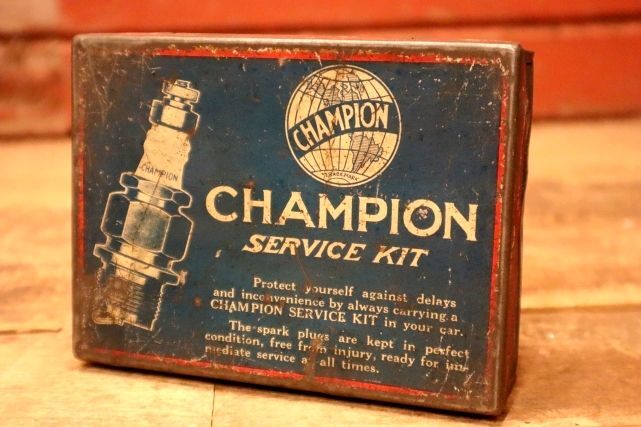 CHAMPION
TRADEMARK
CHAMPION
CHAMPION
SERVICE KIT
Protect yourself against delays
and inconvenience by always carrying a
CHAMPION SERVICE KIT in your car.
The spark plugs are kept in perfect
condition, free from injury, ready for im-
mediate service at all times.